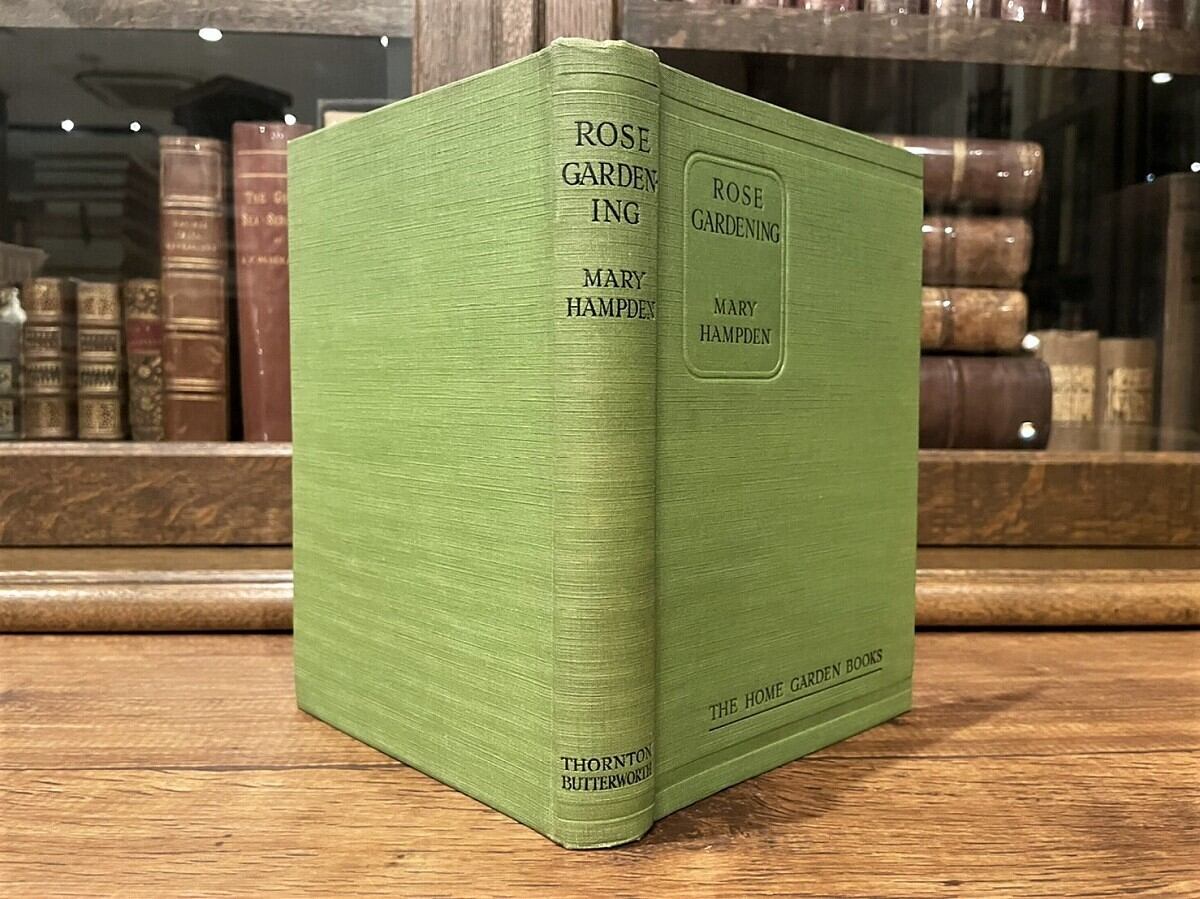 ROSE
GARDEN-
ING
MARY
HAMPDEN
THORNTON
BUTTERWORTH
ROSE
GARDENING
MARY
HAMPDEN
THE HOME GARDEN BOOKS